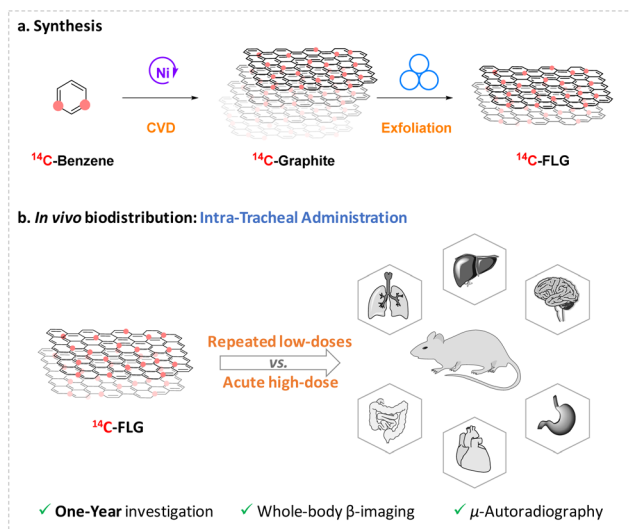 a. Synthesis
Ni
CVD
Exfoliation
14C-Benzene
14C-Graphite
14C-FLG
b. In vivo biodistribution: Intra-Tracheal Administration
Repeated low-doses
vs.
Acute high-dose
14C-FLG
✓ One-Year investigation ✓ Whole-body β-imaging ✓ μ-Autoradiography